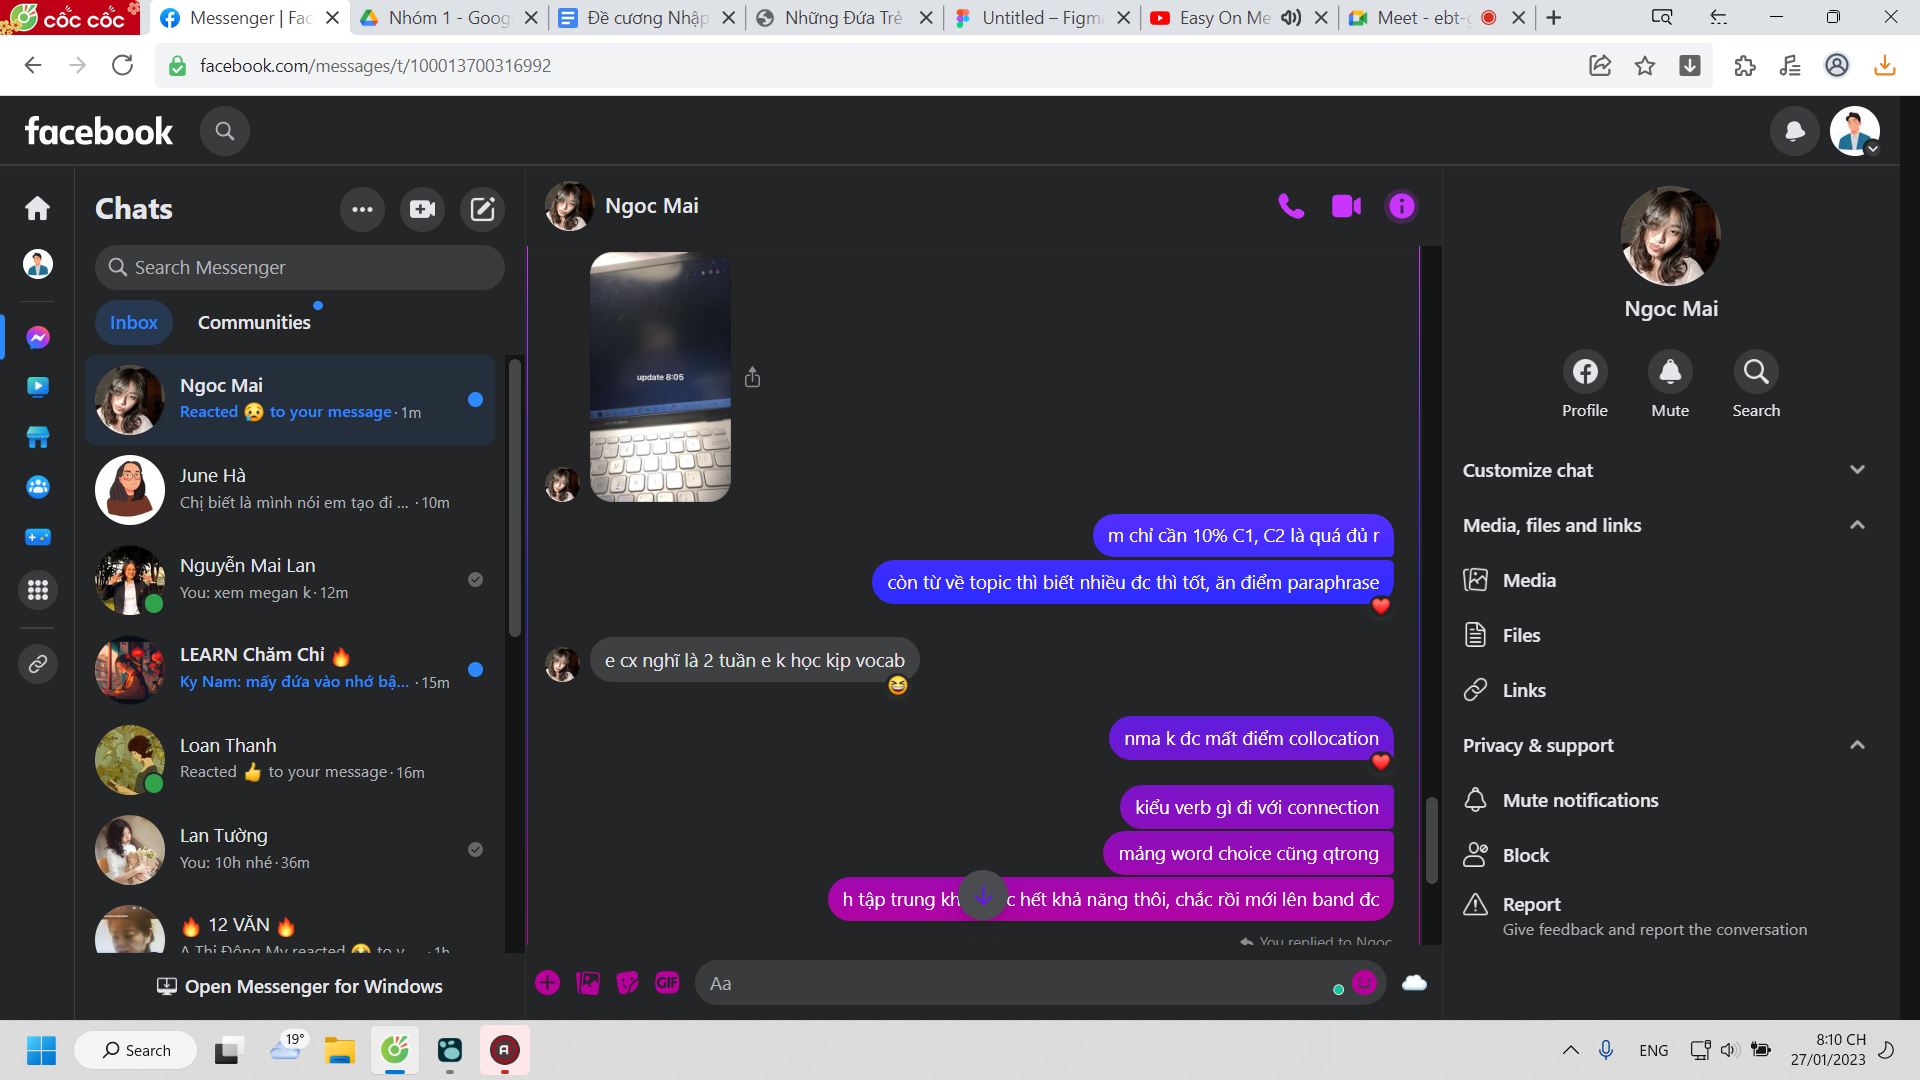 cốc cốc
Messenger | Fac
Nhóm 1 - Goog
Đề cương Nhập
Những Đứa Trẻ
Untitled – Figma
Easy On Me
Meet - ebt-g
facebook.com/messages/t/100013700316992
facebook
Chats
Search Messenger
Inbox
Communities
Ngoc Mai
Reacted 😥 to your message · 1m
June Hà
Chị biết là mình nói em tạo đi ... · 10m
Nguyễn Mai Lan
You: xem megan k · 12m
LEARN Chăm Chỉ 🔥
Ky Nam: mấy đứa vào nhớ bậ... · 15m
Loan Thanh
Reacted 👍 to your message · 16m
Lan Tường
You: 10h nhé · 36m
🔥 12 VĂN 🔥
A Thi Đông My reacted 😢 to y... · 1h
Open Messenger for Windows
Ngoc Mai
update 8:05
m chỉ cần 10% C1, C2 là quá đủ r
còn từ về topic thì biết nhiều đc thì tốt, ăn điểm paraphrase
e cx nghĩ là 2 tuần e k học kịp vocab
nma k đc mất điểm collocation
kiểu verb gì đi với connection
mảng word choice cũng qtrong
h tập trung kh c hết khả năng thôi, chắc rồi mới lên band đc
You replied to Ngoc
GIF
Aa
Ngoc Mai
Profile
Mute
Search
Customize chat
Media, files and links
Media
Files
Links
Privacy & support
Mute notifications
Block
Report
Give feedback and report the conversation
Search
19°
A
ENG
8:10 CH
27/01/2023